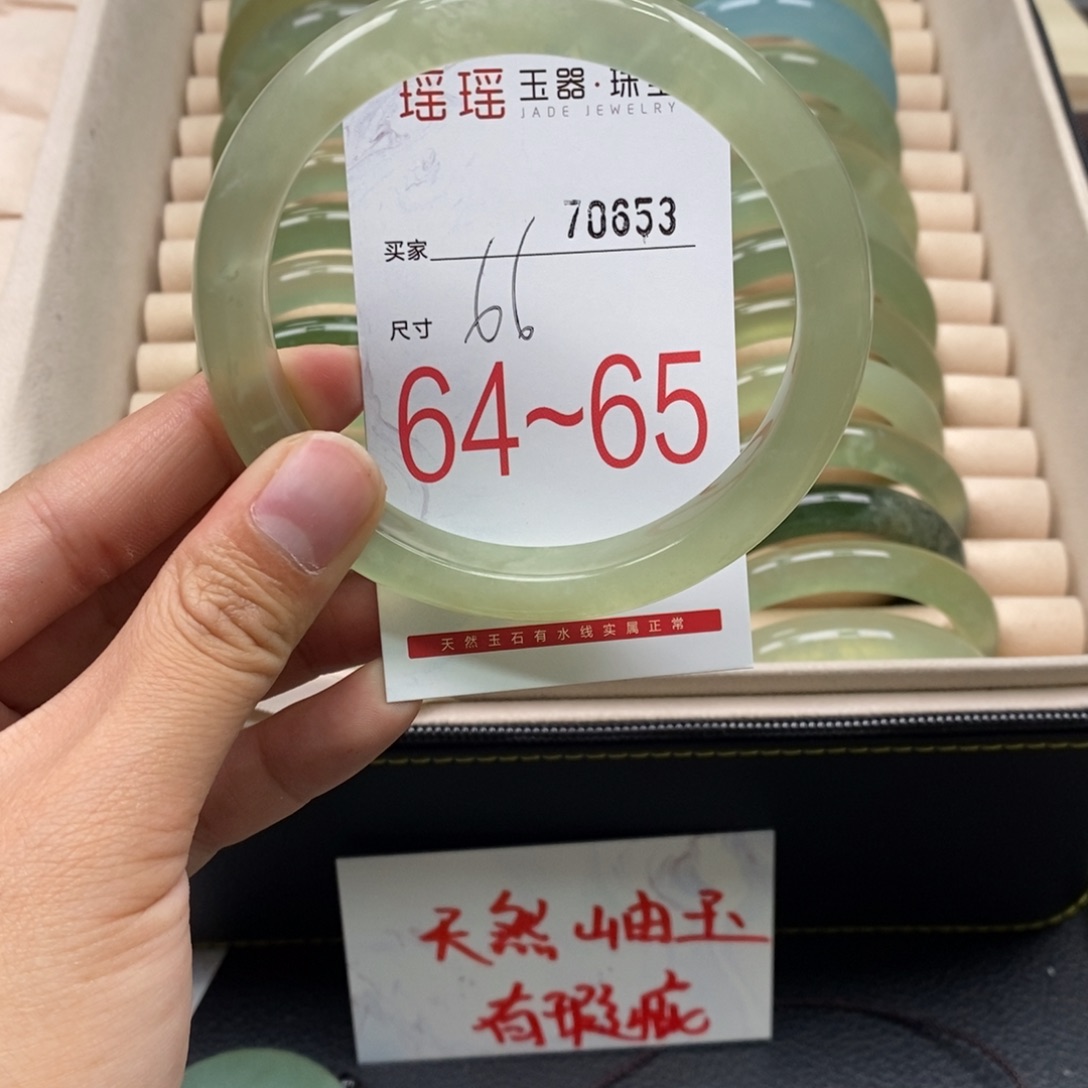 瑶瑶 玉器·珠宝
JADE JEWELRY
70653
买家
尺寸 66
64~65
天然玉石有水线实属正常
天然岫玉
有瑕疵